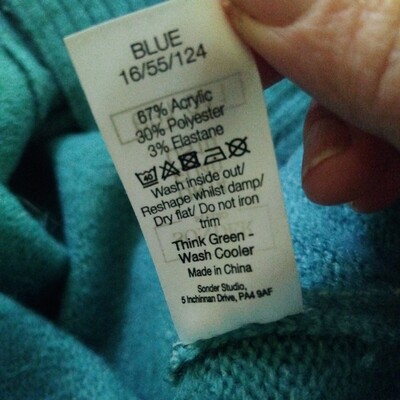 BLUE
16/55/124
67% Acrylic
30% Polyester
3% Elastane
40
Wash inside out/
Reshape whilst damp/
Dry flat/ Do not iron
trim
Think Green -
Wash Cooler
Made in China
Sonder Studio,
5 Inchinnan Drive, PA4 9AF